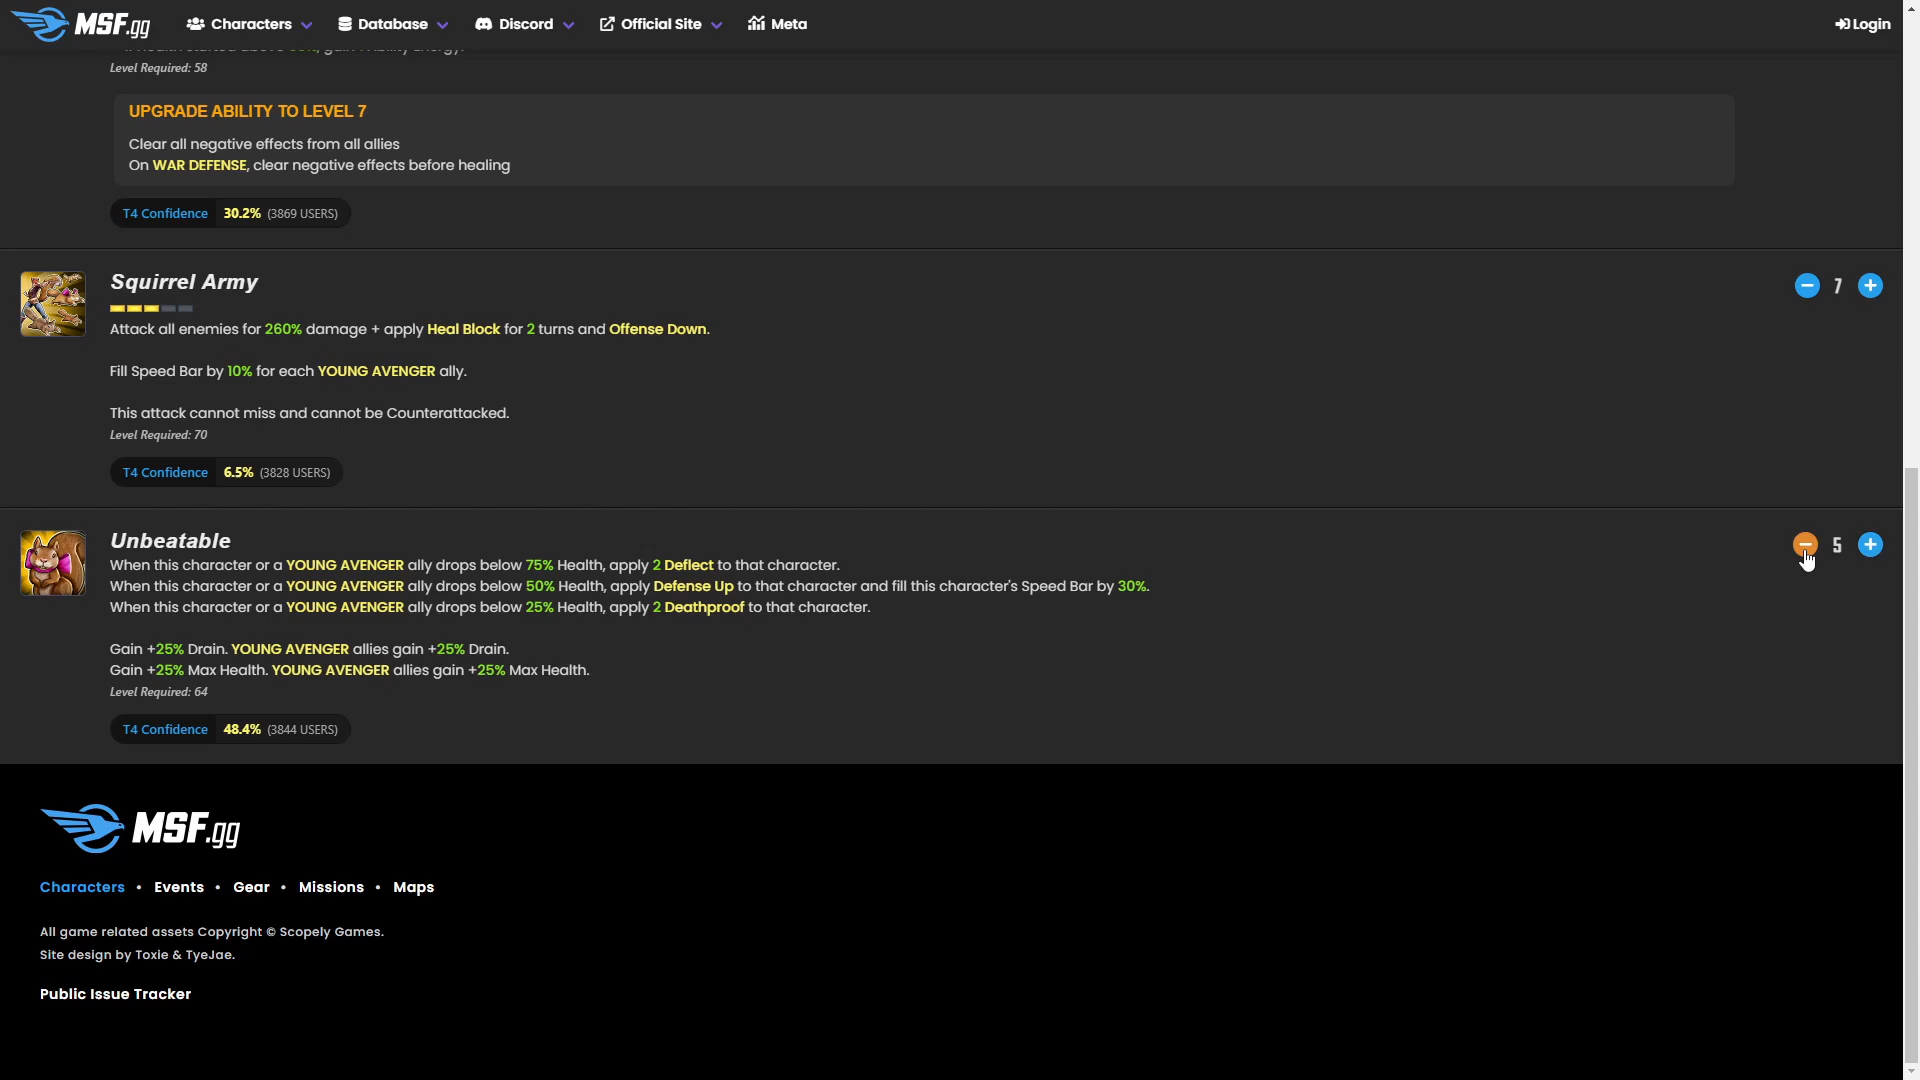 MSF.gg
Characters
Database
Discord
Official Site
Meta
Login
Level Required: 58
UPGRADE ABILITY TO LEVEL 7
Clear all negative effects from all allies
On WAR DEFENSE, clear negative effects before healing
T4 Confidence 30.2% (3869 USERS)
Squirrel Army
7
Attack all enemies for 260% damage + apply Heal Block for 2 turns and Offense Down.
Fill Speed Bar by 10% for each YOUNG AVENGER ally.
This attack cannot miss and cannot be Counterattacked.
Level Required: 70
T4 Confidence 6.5% (3828 USERS)
Unbeatable
5
When this character or a YOUNG AVENGER ally drops below 75% Health, apply 2 Deflect to that character.
When this character or a YOUNG AVENGER ally drops below 50% Health, apply Defense Up to that character and fill this character's Speed Bar by 30%.
When this character or a YOUNG AVENGER ally drops below 25% Health, apply 2 Deathproof to that character.
Gain +25% Drain. YOUNG AVENGER allies gain +25% Drain.
Gain +25% Max Health. YOUNG AVENGER allies gain +25% Max Health.
Level Required: 64
T4 Confidence 48.4% (3844 USERS)
MSF.gg
Characters • Events • Gear • Missions • Maps
All game related assets Copyright © Scopely Games.
Site design by Toxie & TyeJae.
Public Issue Tracker